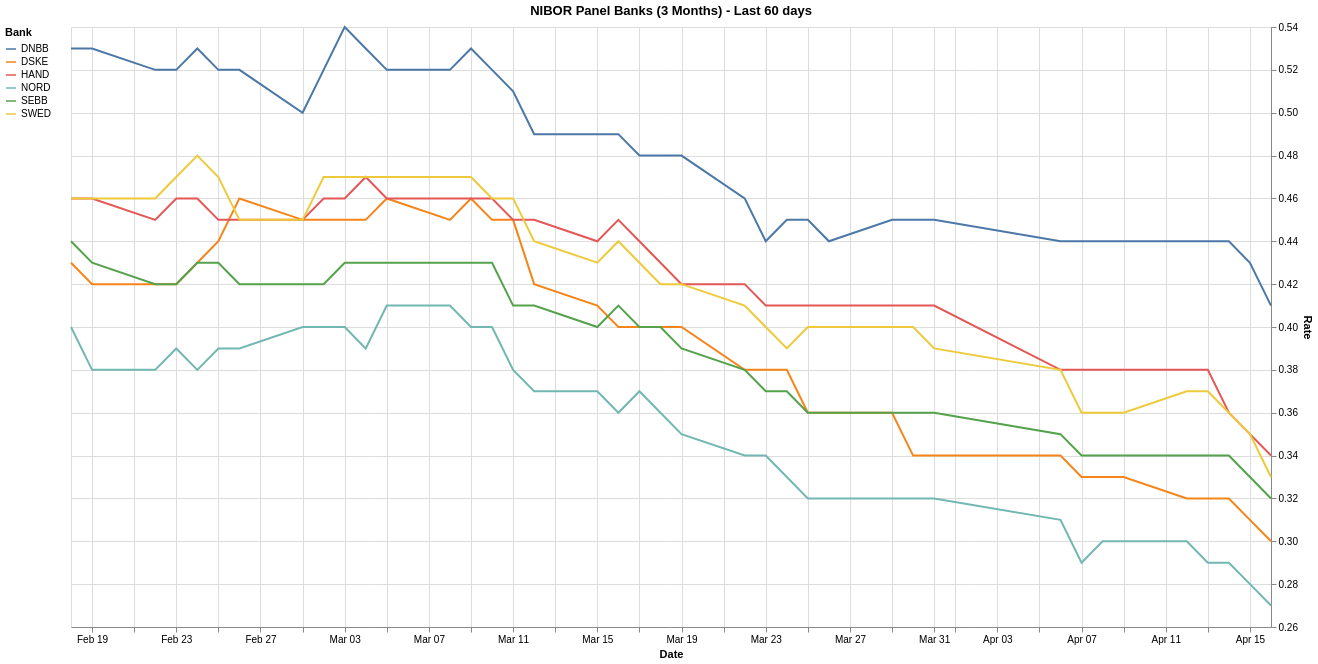 NIBOR Panel Banks (3 Months) - Last 60 days
Bank
DNBB
DSKE
HAND
NORD
SEBB
SWED
0.54
0.52
0.50
0.48
0.46
0.44
0.42
0.40
0.38
0.36
0.34
0.32
0.30
0.28
0.26
Rate
Feb 19 Feb 23 Feb 27 Mar 03 Mar 07 Mar 11 Mar 15 Mar 19 Mar 23 Mar 27 Mar 31 Apr 03 Apr 07 Apr 11 Apr 15
Date